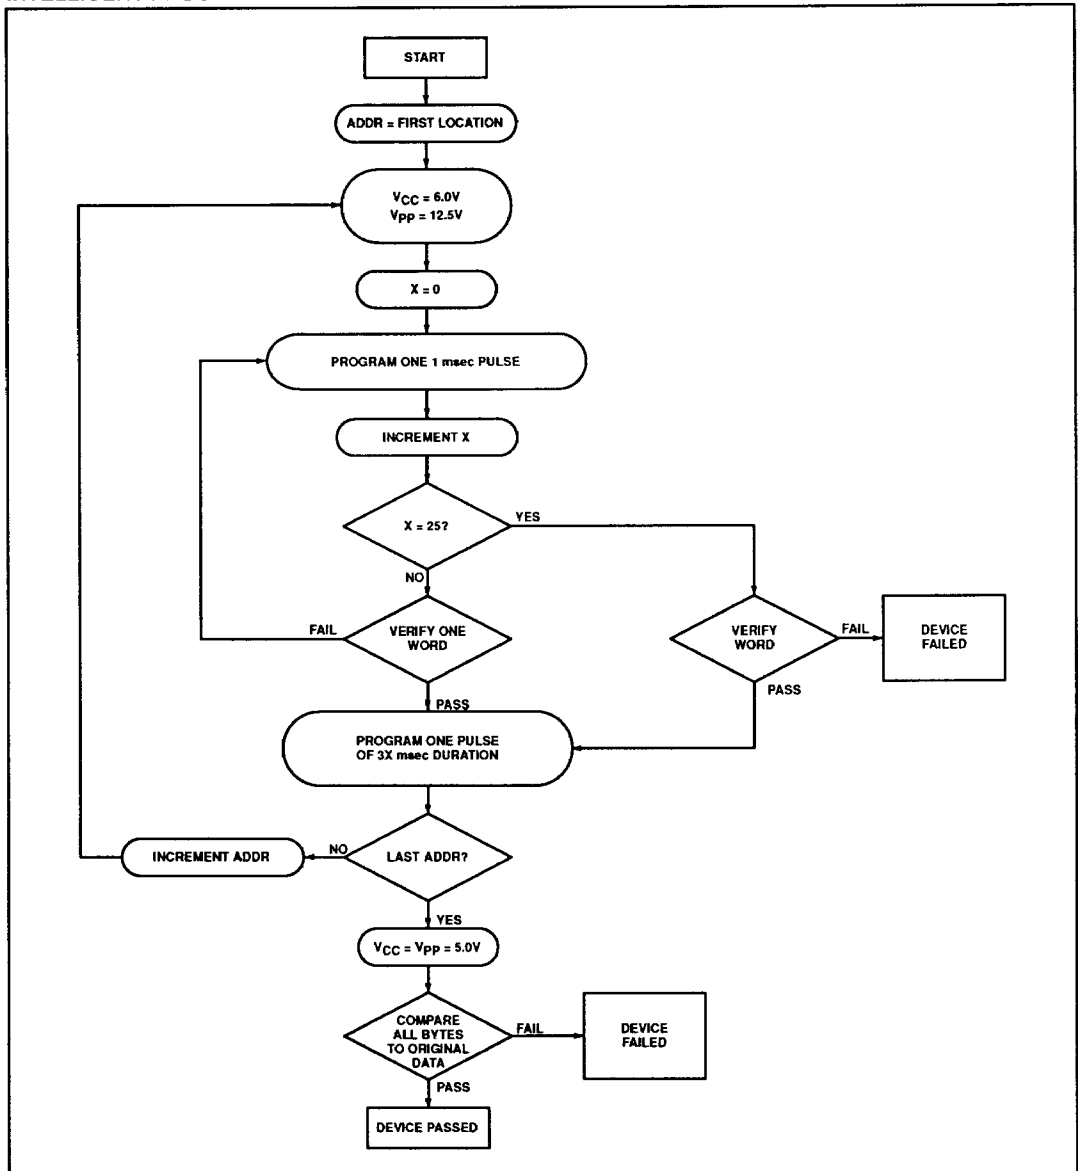 START
ADDR = FIRST LOCATION
VCC = 6.0V
VPP = 12.5V
X = 0
PROGRAM ONE 1 msec PULSE
INCREMENT X
X = 25?
YES
NO
VERIFY ONE
WORD
FAIL
VERIFY
WORD
FAIL
DEVICE
FAILED
PASS
PASS
PROGRAM ONE PULSE
OF 3X msec DURATION
LAST ADDR?
NO
INCREMENT ADDR
YES
VCC = VPP = 5.0V
COMPARE
ALL BYTES
TO ORIGINAL
DATA
FAIL
DEVICE
FAILED
PASS
DEVICE PASSED